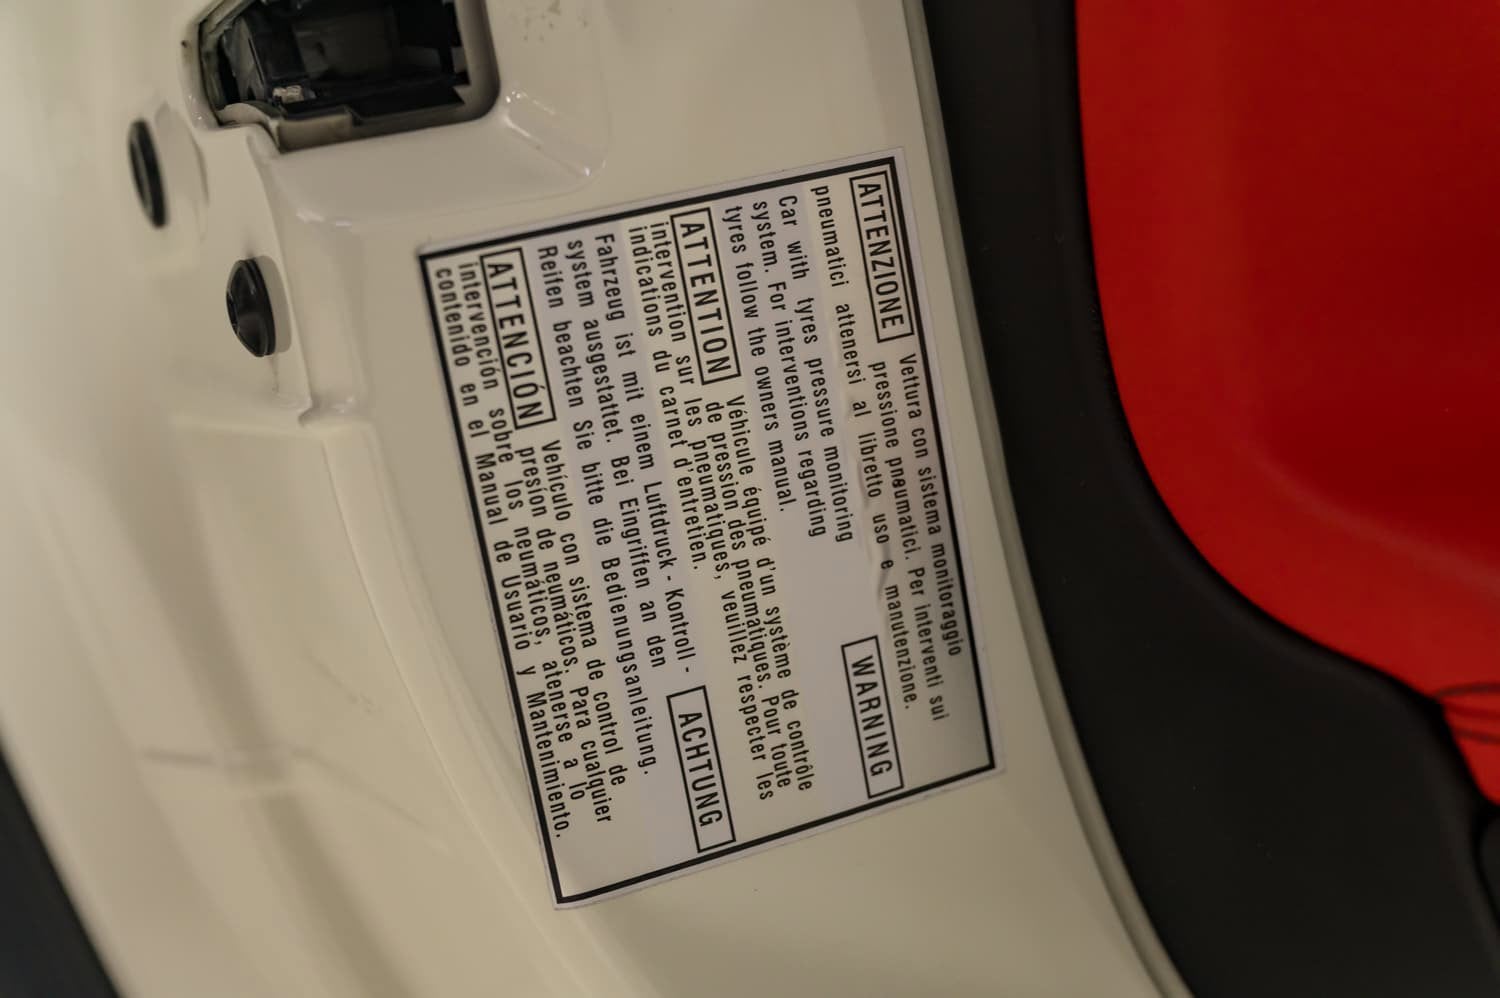 ATTENZIONE Vettura con sistema monitoraggio
pressione pneumatici. Per interventi sui
pneumatici attenersi al libretto uso e manutenzione.
Car with tyres pressure monitoring
system. For interventions regarding
tyres follow the owners manual.
WARNING
ATTENTION Véhicule équipé d'un système de contrôle
de pression des pneumatiques. Pour toute
intervention sur les pneumatiques, veuillez respecter les
indications du carnet d'entretien.
Fahrzeug ist mit einem Luftdruck - Kontroll -
system ausgestattet. Bei Eingriffen an den
Reifen beachten Sie bitte die Bedienungsanleitung.
ACHTUNG
ATTENCIÓN Vehículo con sistema de control de
presíon de neumáticos. Para cualquier
intervención sobre los neumáticos, atenerse a lo
contenido en el Manual de Usuario y Mantenimiento.